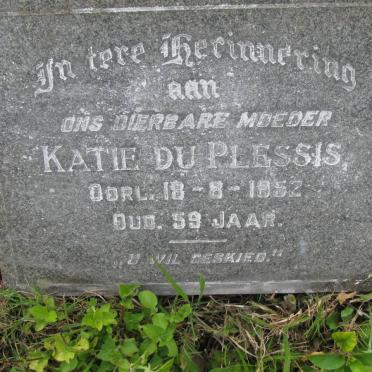 In tere Herinnering
aan
ONS DIERBARE MOEDER
KATIE DU PLESSIS,
OORL. 18-8-1952
OUD. 59 JAAR.
„U WIL GESKIED."